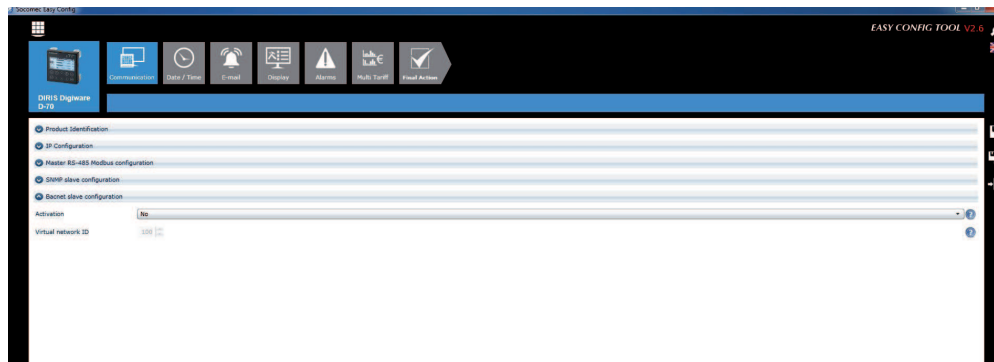 Socomec Easy Config
EASY CONFIG TOOL V2.6
Communication
Date / Time
E-mail
Display
Alarms
Multi Tariff
Final Action
DIRIS Digiware
D-70
Product Identification
IP Configuration
Master RS-485 Modbus configuration
SNMP slave configuration
Bacnet slave configuration
Activation
No
Virtual network ID
100